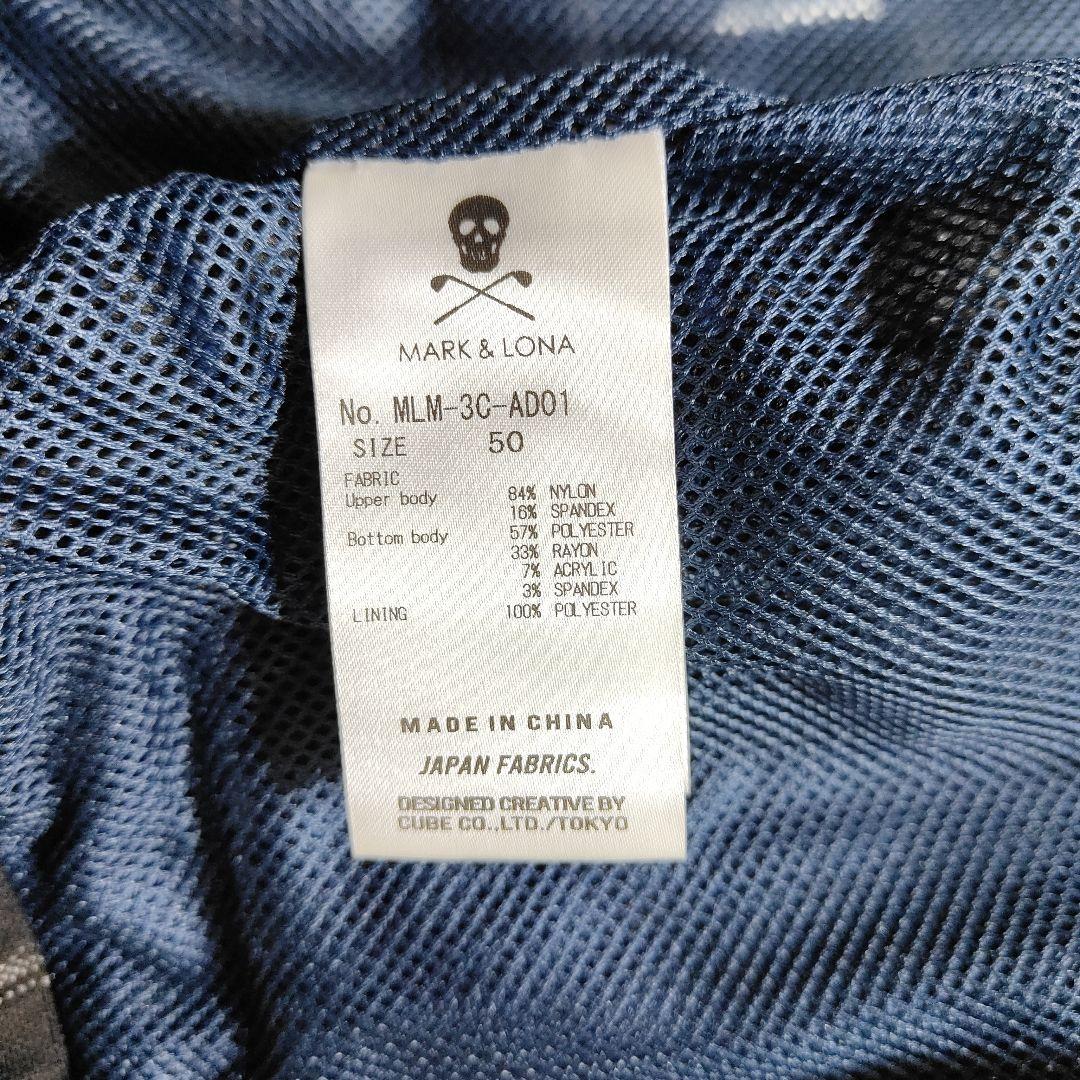 MARK & LONA
No. MLM-3C-AD01
SIZE 50
FABRIC
Upper body 84% NYLON
16% SPANDEX
Bottom body 57% POLYESTER
33% RAYON
7% ACRYLIC
3% SPANDEX
LINING 100% POLYESTER
MADE IN CHINA
JAPAN FABRICS.
DESIGNED CREATIVE BY
CUBE CO.,LTD./TOKYO